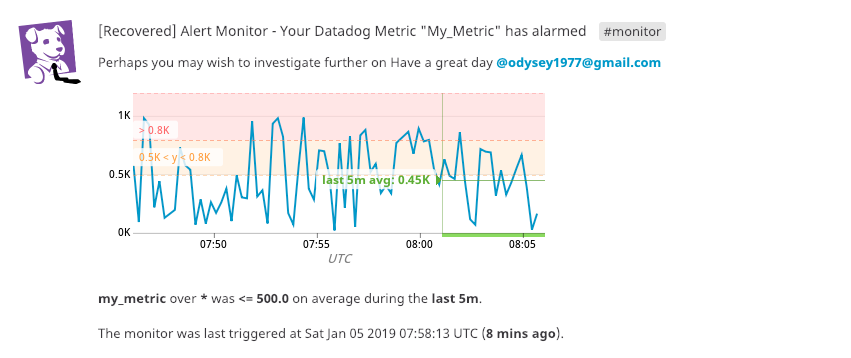 [Recovered] Alert Monitor - Your Datadog Metric "My_Metric" has alarmed #monitor
Perhaps you may wish to investigate further on Have a great day @odysey1977@gmail.com
1K
> 0.8K
0.5K < y < 0.8K
0.5K
last 5m avg: 0.45K
0K
07:50 07:55 08:00 08:05
UTC
my_metric over * was <= 500.0 on average during the last 5m.
The monitor was last triggered at Sat Jan 05 2019 07:58:13 UTC (8 mins ago).